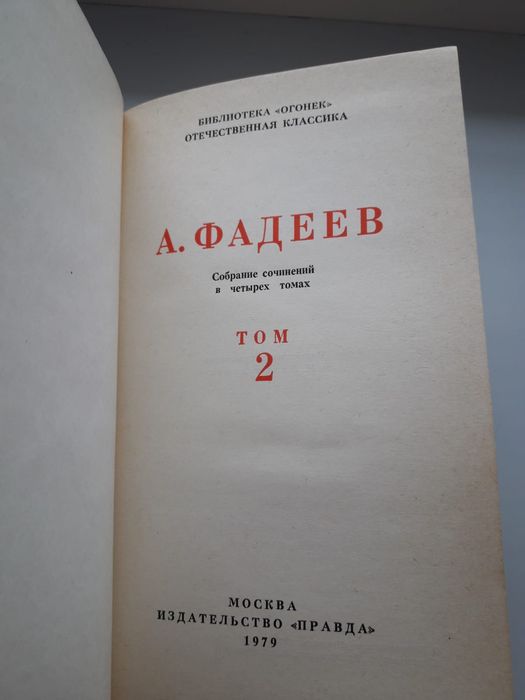 БИБЛИОТЕКА «ОГОНЕК»
ОТЕЧЕСТВЕННАЯ КЛАССИКА
А. ФАДЕЕВ
Собрание сочинений
в четырех томах
ТОМ
2
МОСКВА
ИЗДАТЕЛЬСТВО «ПРАВДА»
1979